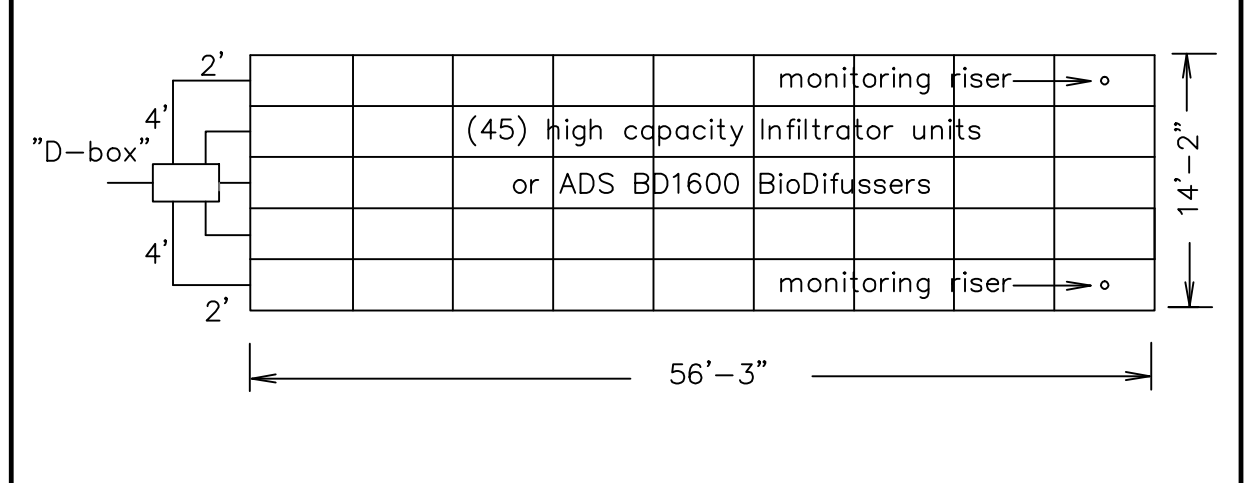 2'
monitoring riser
4'
(45) high capacity Infiltrator units
"D-box"
or ADS BD1600 BioDifussers
14'-2"
4'
monitoring riser
2'
56'-3"